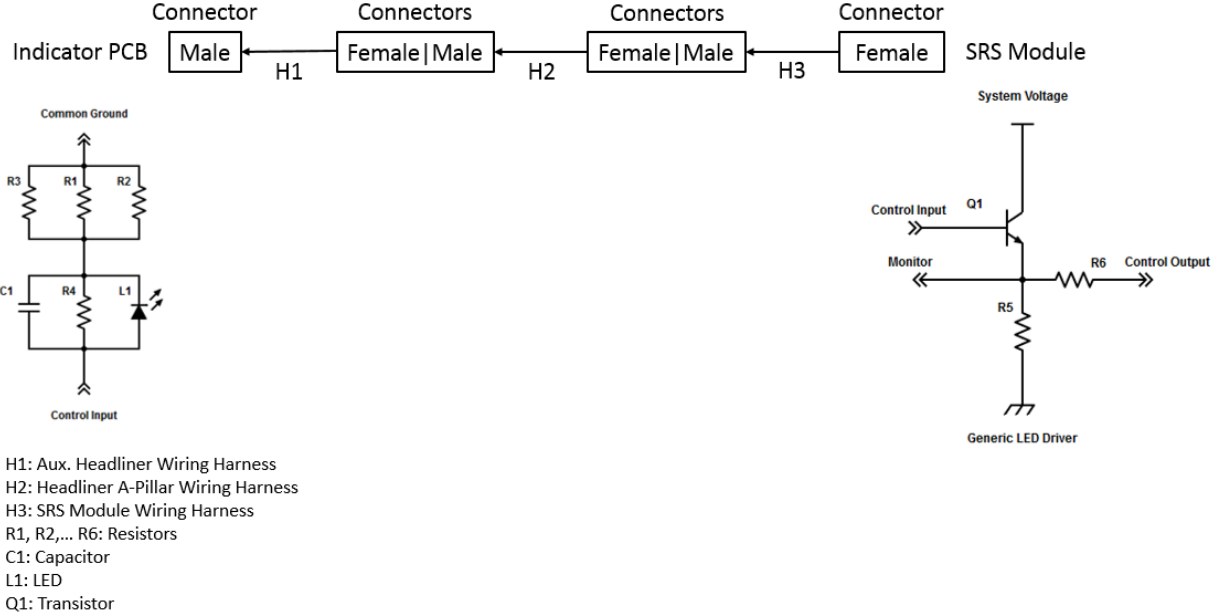 Connector Connectors Connectors Connector
Indicator PCB Male Female|Male Female|Male Female SRS Module
H1 H2 H3
System Voltage
Common Ground
R3 R1 R2
Control Input Q1
Monitor R6 Control Output
C1 R4 L1
R5
Control Input
Generic LED Driver
H1: Aux. Headliner Wiring Harness
H2: Headliner A-Pillar Wiring Harness
H3: SRS Module Wiring Harness
R1, R2,... R6: Resistors
C1: Capacitor
L1: LED
Q1: Transistor